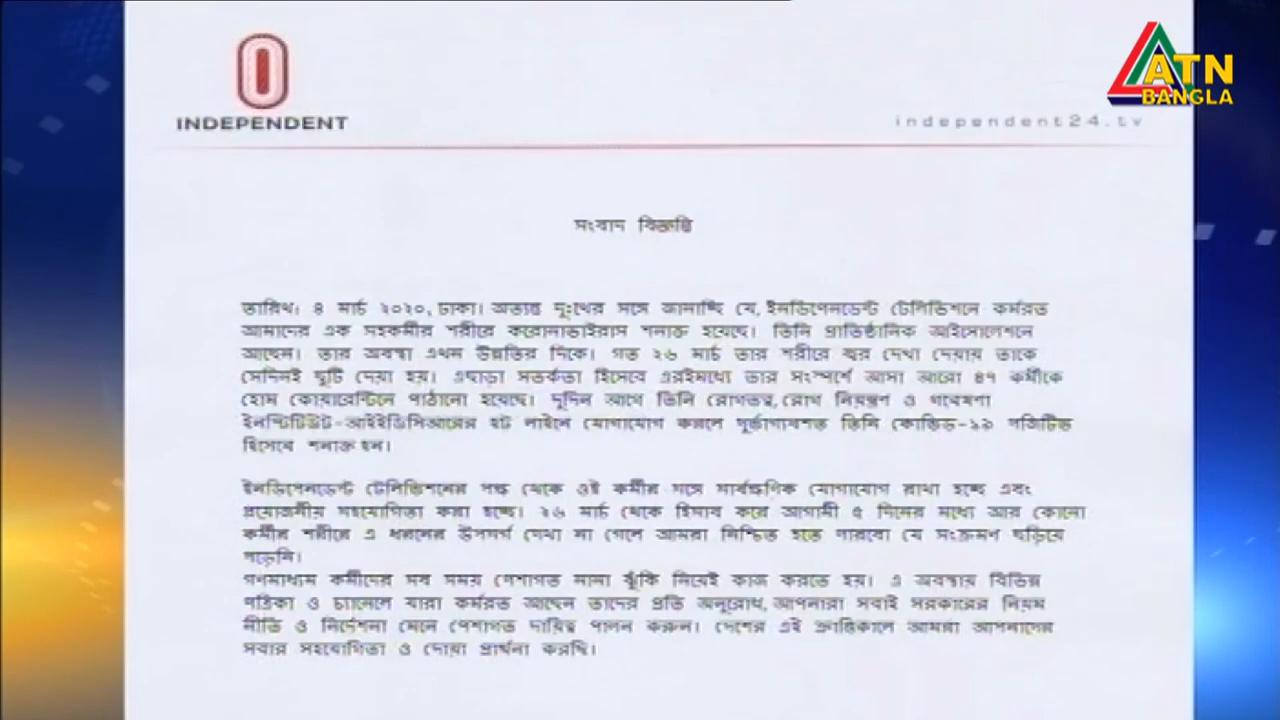 ATN
BANGLA
INDEPENDENT
independent24.tv
সংবাদ বিজ্ঞপ্তি
তারিখ: ৪ মার্চ ২০২০, ঢাকা। অত্যন্ত দু:খের সঙ্গে জানাচ্ছি যে, ইনডিপেনডেন্ট টেলিভিশনে কর্মরত
আমাদের এক সহকর্মীর শরীরে করোনাভাইরাস শনাক্ত হয়েছে। তিনি প্রাতিষ্ঠানিক আইসোলেশনে
আছেন। তার অবস্থা এখন উন্নতির দিকে। গত ২৬ মার্চ তার শরীরে জ্বর দেখা দেয়ায় তাকে
সেদিনই ছুটি দেয়া হয়। এছাড়া সতর্কতা হিসেবে এরইমধ্যে তার সংস্পর্শে আসা আরো ৪৭ কর্মীকে
হোম কোয়ারেন্টিনে পাঠানো হয়েছে। দুদিন আগে তিনি রোগতত্ব, রোগ নিয়ন্ত্রণ ও গবেষণা
ইনস্টিটিউট-আইইডিসিআরের হট লাইনে যোগাযোগ করলে দূর্ভাগ্যবশত তিনি কোভিড-১৯ পজিটিভ
হিসেবে শনাক্ত হন।
ইনডিপেনডেন্ট টেলিভিশনের পক্ষ থেকে ওই কর্মীর সঙ্গে সার্বক্ষণিক যোগাযোগ রাখা হচ্ছে এবং
প্রয়োজনীয় সহযোগিতা করা হচ্ছে। ২৬ মার্চ থেকে হিসাব করে আগামী ৫ দিনের মধ্যে আর কোনো
কর্মীর শরীরে এ ধরনের উপসর্গ দেখা না গেলে আমরা নিশ্চিত হতে পারবো যে সংক্রমণ ছড়িয়ে
পড়েনি।
গণমাধ্যম কর্মীদের সব সময় পেশাগত নানা ঝুঁকি নিয়েই কাজ করতে হয়। এ অবস্থায় বিভিন্ন
পত্রিকা ও চ্যানেলে যারা কর্মরত আছেন তাদের প্রতি অনুরোধ, আপনারা সবাই সরকারের নিয়ম
নীতি ও নির্দেশনা মেনে পেশাগত দায়িত্ব পালন করুন। দেশের এই ক্রান্তিকালে আমরা আপনাদের
সবার সহযোগিতা ও দোয়া প্রার্থনা করছি।